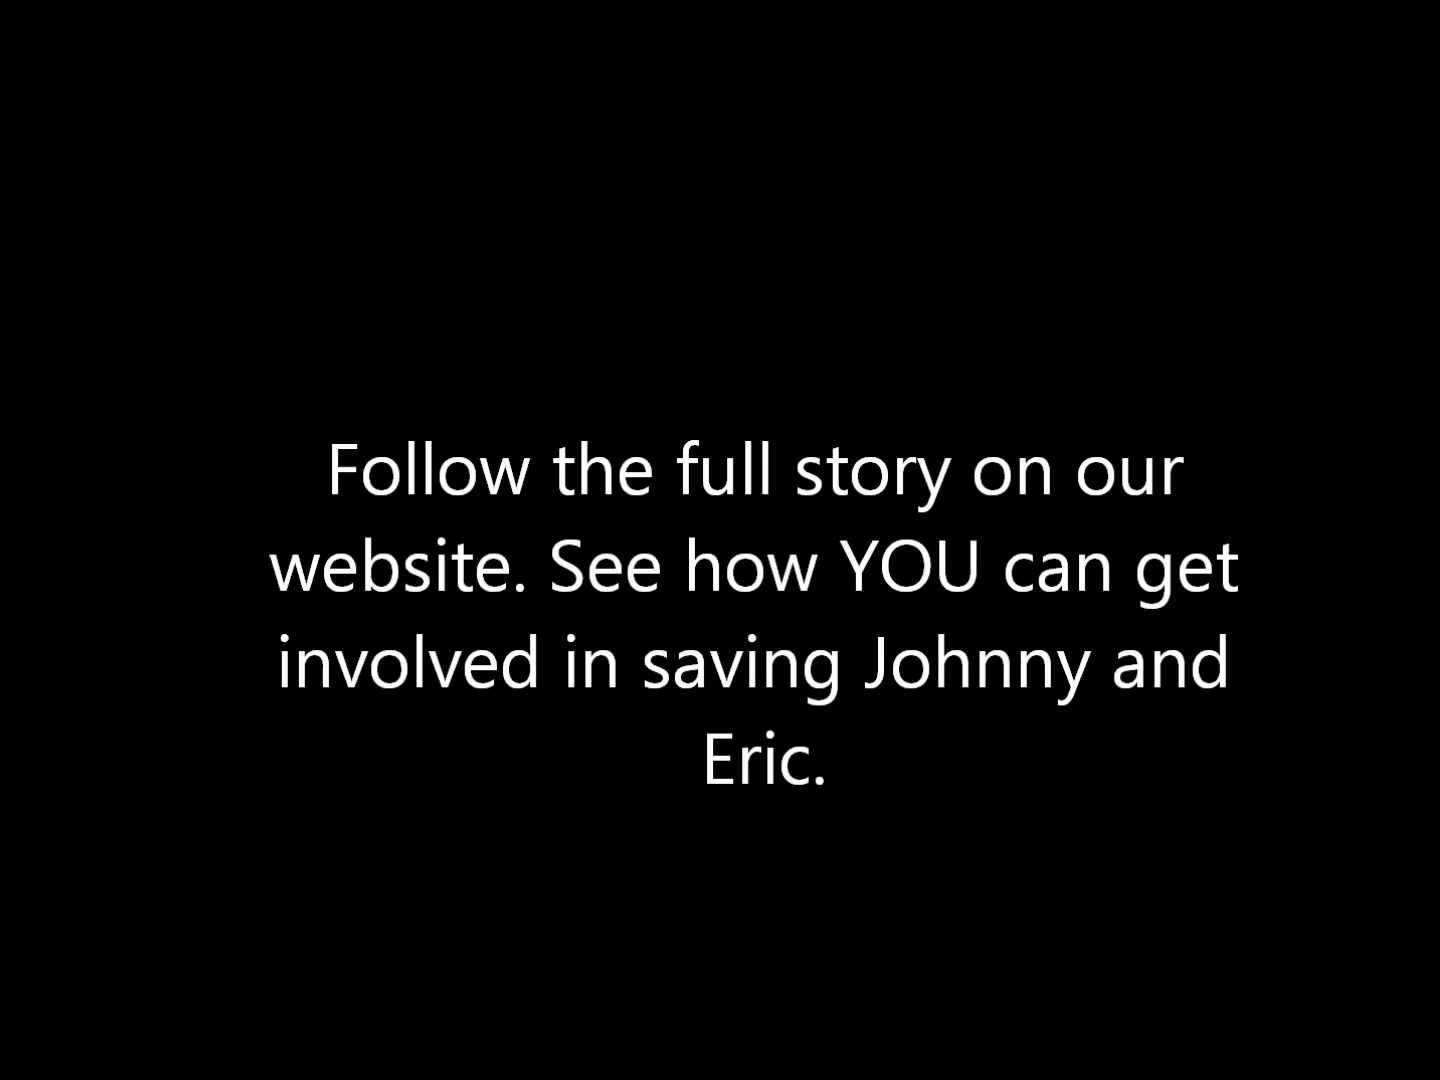 Follow the full story on our
website. See how YOU can get
involved in saving Johnny and
Eric.